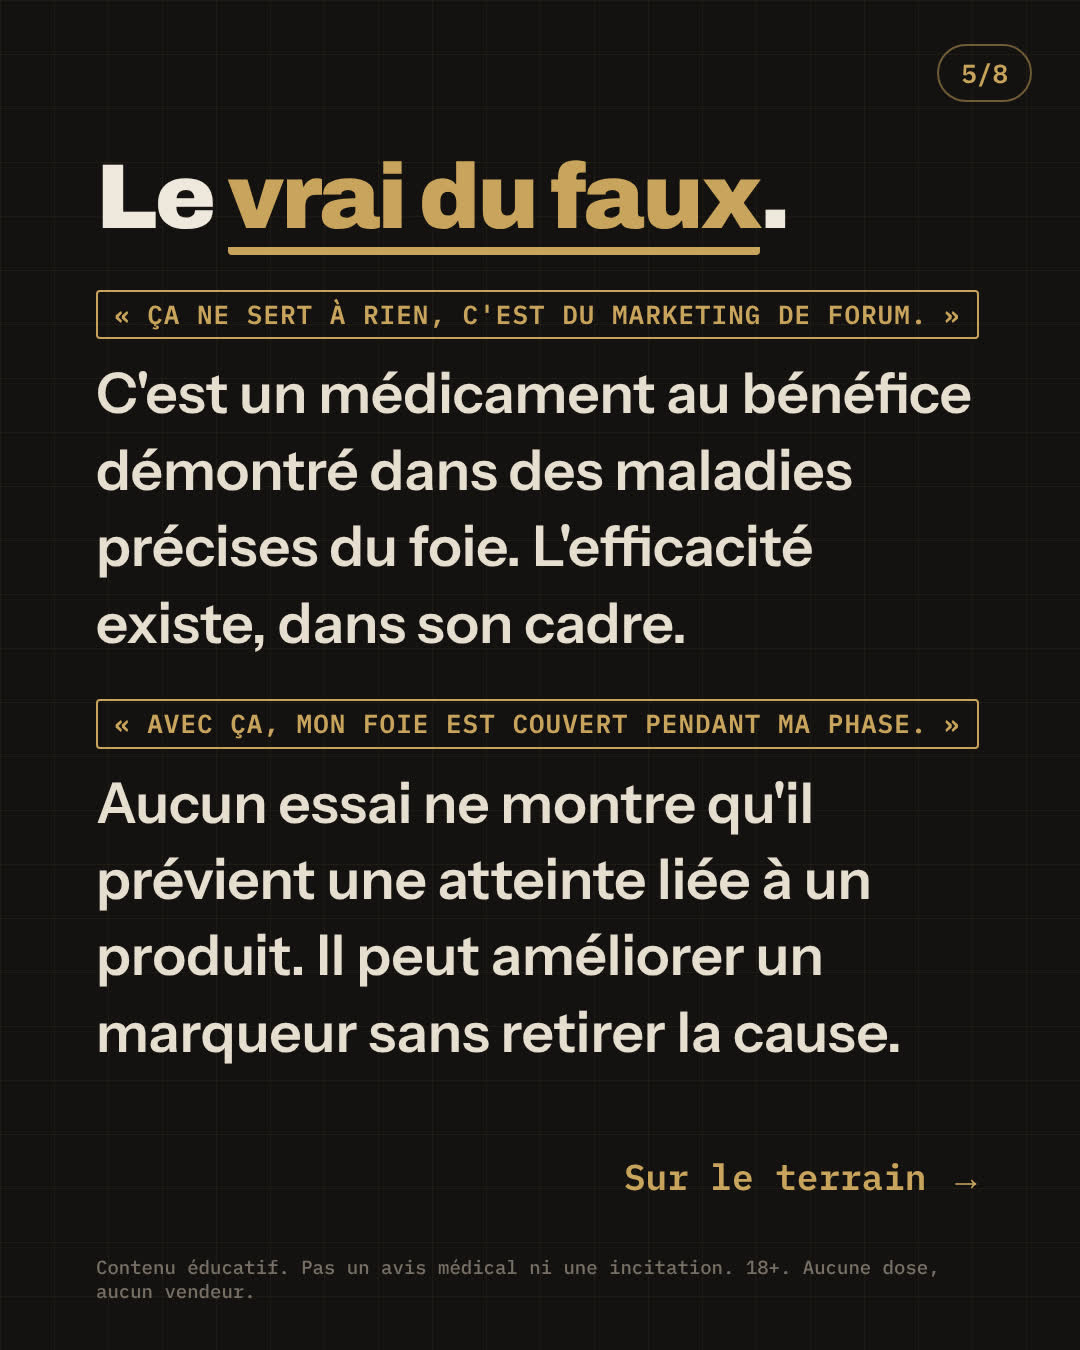 5/8
Le vrai du faux.
« ÇA NE SERT À RIEN, C'EST DU MARKETING DE FORUM. »
C'est un médicament au bénéfice
démontré dans des maladies
précises du foie. L'efficacité
existe, dans son cadre.
« AVEC ÇA, MON FOIE EST COUVERT PENDANT MA PHASE. »
Aucun essai ne montre qu'il
prévient une atteinte liée à un
produit. Il peut améliorer un
marqueur sans retirer la cause.
Sur le terrain →
Contenu éducatif. Pas un avis médical ni une incitation. 18+. Aucune dose,
aucun vendeur.